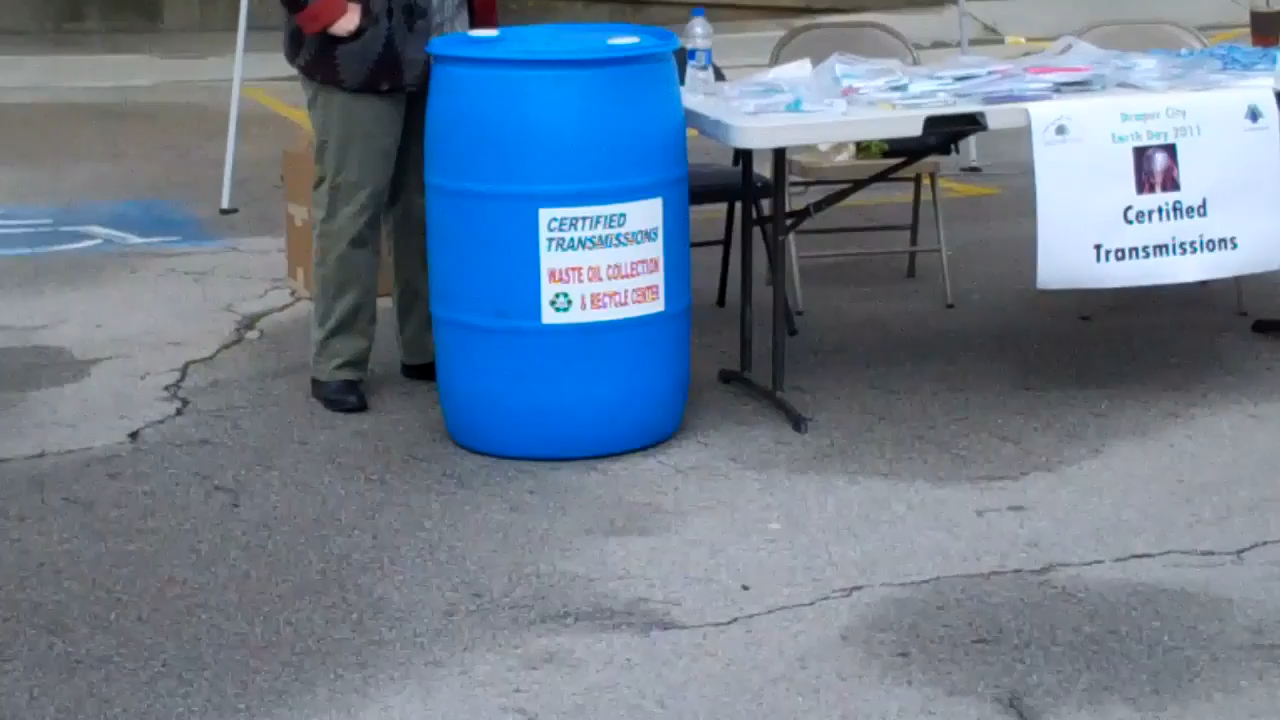 CERTIFIED
TRANSMISSIONS
WASTE OIL COLLECTION
& RECYCLE CENTER
Draper City
Earth Day 2011
Certified
Transmissions